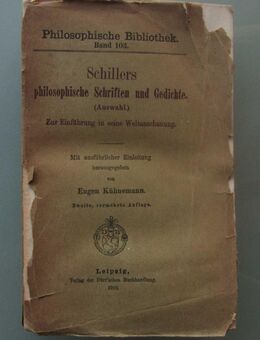 Philosophische Bibliothek.
Band 103.
Schillers
philosophische Schriften und Gedichte.
(Auswahl.)
Zur Einführung in seine Weltanschauung.
Mit ausführlicher Einleitung
herausgegeben
von
Eugen Kühnemann.
Zweite, vermehrte Auflage.
Leipzig,
Verlag der Dürr'schen Buchhandlung.